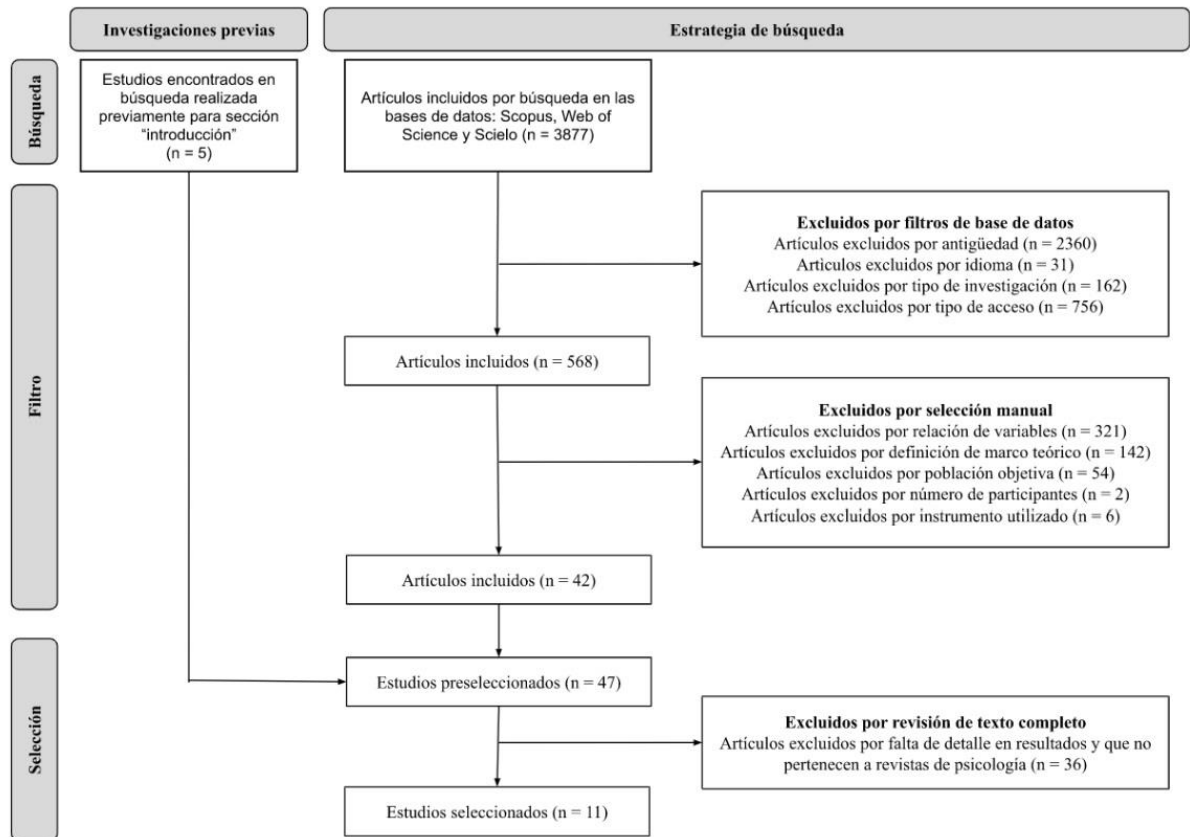 Investigaciones previas
Estrategia de búsqueda
Búsqueda
Estudios encontrados en
búsqueda realizada
previamente para sección
“introducción”
(n = 5)
Artículos incluidos por búsqueda en las
bases de datos: Scopus, Web of
Science y Scielo (n = 3877)
Filtro
Excluidos por filtros de base de datos
Artículos excluidos por antigüedad (n = 2360)
Articulos excluidos por idioma (n = 31)
Artículos excluidos por tipo de investigación (n = 162)
Artículos excluidos por tipo de acceso (n = 756)
Artículos incluidos (n = 568)
Excluidos por selección manual
Artículos excluidos por relación de variables (n = 321)
Artículos excluidos por definición de marco teórico (n = 142)
Artículos excluidos por población objetiva (n = 54)
Artículos excluidos por número de participantes (n = 2)
Artículos excluidos por instrumento utilizado (n = 6)
Artículos incluidos (n = 42)
Selección
Estudios preseleccionado (n = 47)
Excluidos por revisión de texto completo
Artículos excluidos por falta de detalle en resultados y que no
pertenecen a revistas de psicología (n = 36)
Estudios seleccionados (n = 11)